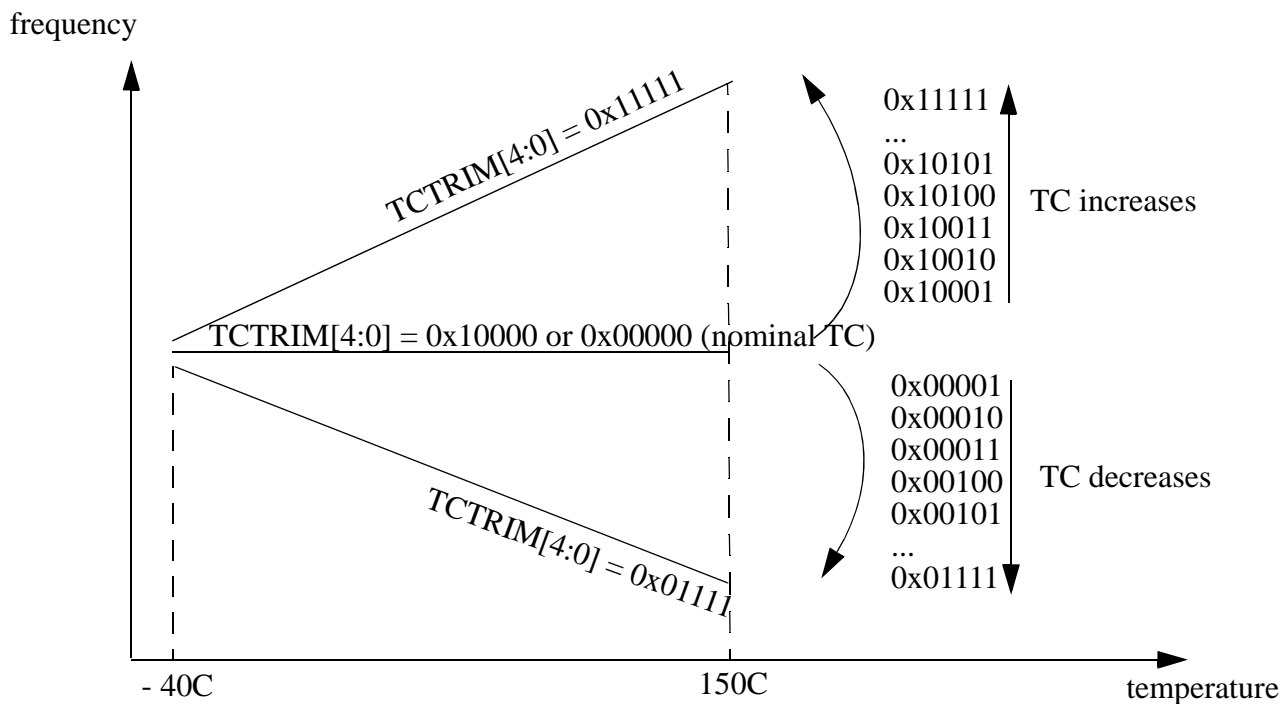 frequency
TCTRIM[4:0] = 0x11111
0x11111
...
0x10101
0x10100
0x10011
0x10010
0x10001
TC increases
TCTRIM[4:0] = 0x10000 or 0x00000 (nominal TC)
0x00001
0x00010
0x00011
0x00100
0x00101
...
0x01111
TC decreases
TCTRIM[4:0] = 0x01111
- 40C
150C
temperature